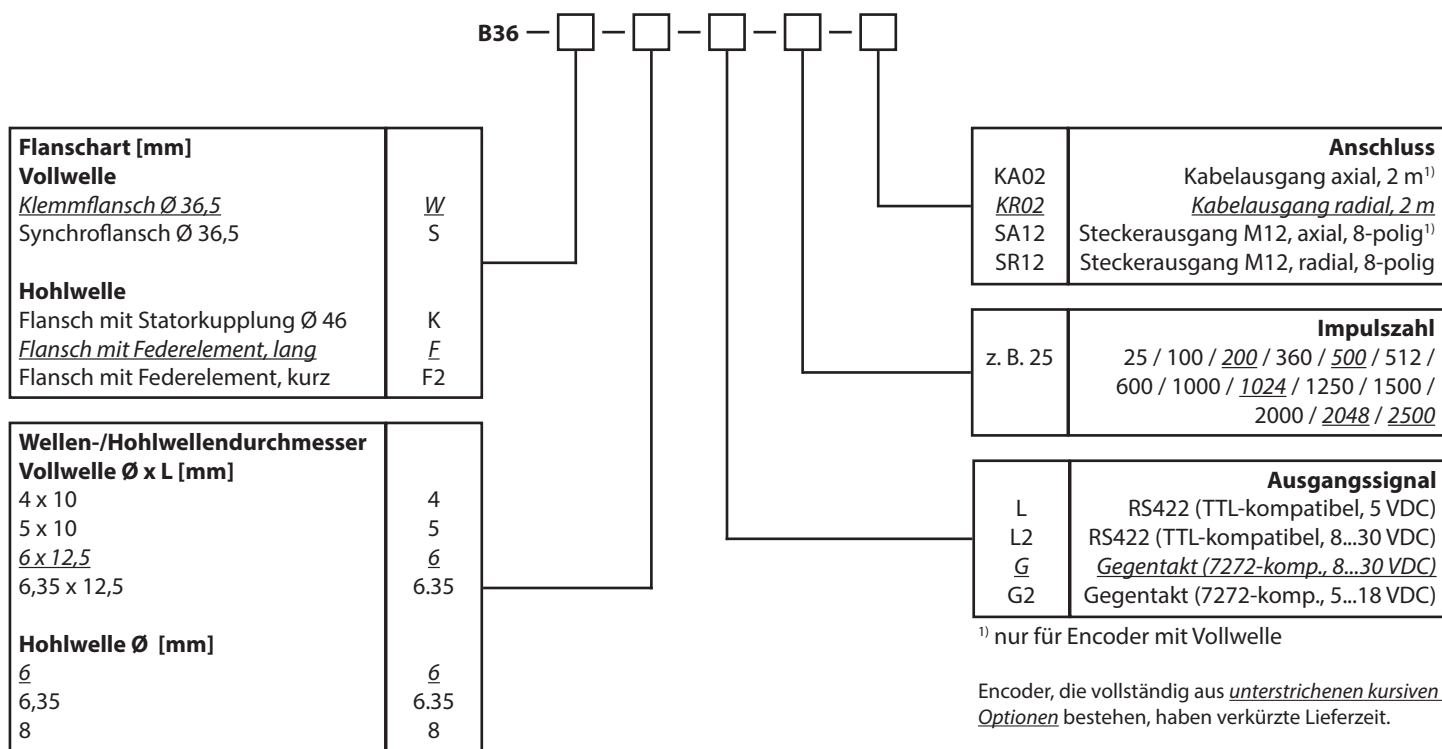 B36 — — — — —
Flanschart [mm]
Vollwelle
Klemmflansch Ø 36,5 W
Synchroflansch Ø 36,5 S
Hohlwelle
Flansch mit Statorkupplung Ø 46 K
Flansch mit Federelement, lang F
Flansch mit Federelement, kurz F2
Wellen-/Hohlwellendurchmesser
Vollwelle Ø x L [mm]
4 x 10 4
5 x 10 5
6 x 12,5 6
6,35 x 12,5 6.35
Hohlwelle Ø [mm]
6 6
6,35 6.35
8 8
Anschluss
KA02 Kabelausgang axial, 2 m1)
KR02 Kabelausgang radial, 2 m
SA12 Steckerausgang M12, axial, 8-polig1)
SR12 Steckerausgang M12, radial, 8-polig
Impulszahl
z. B. 25 25 / 100 / 200 / 360 / 500 / 512 /
600 / 1000 / 1024 / 1250 / 1500 /
2000 / 2048 / 2500
Ausgangssignal
L RS422 (TTL-kompatibel, 5 VDC)
L2 RS422 (TTL-kompatibel, 8...30 VDC)
G Gegentakt (7272-komp., 8...30 VDC)
G2 Gegentakt (7272-komp., 5...18 VDC)
1) nur für Encoder mit Vollwelle
Encoder, die vollständig aus unterstrichenen kursiven
Optionen bestehen, haben verkürzte Lieferzeit.